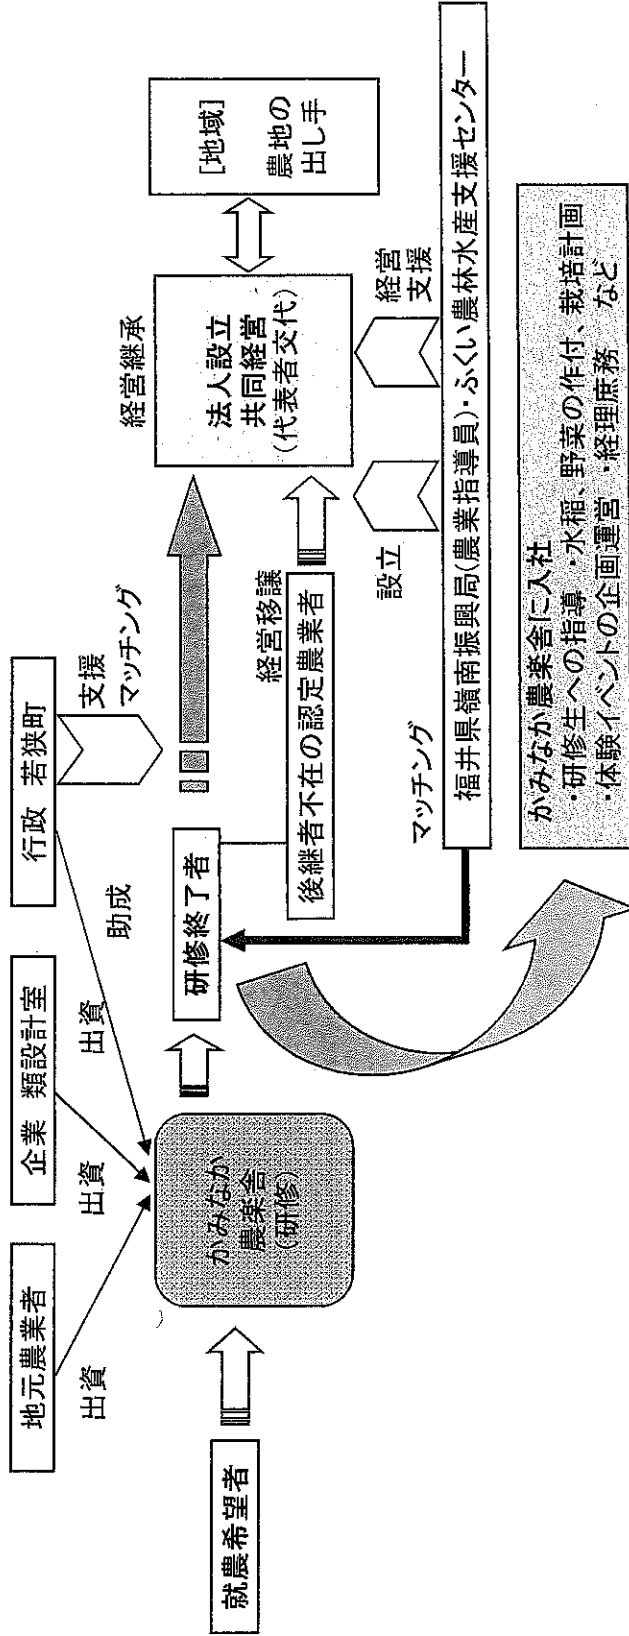 地元農業者
企業 類設計室
行政 若狭町
出資
出資
出資
助成
支援
マッチング
就農希望者
かみなか
農楽舎
(研修)
研修終了者
後継者不在の認定農業者
経営移譲
経営継承
法人設立
共同経営
(代表者交代)
[地域]
農地の
出し手
マッチング
設立
経営
支援
福井県嶺南振興局(農業指導員)・ふくい農林水産支援センター
かみなか農楽舎に入社
・研修生への指導 ・水稲、野菜の作付、栽培計画
・体験イベントの企画運営 ・経理庶務 など